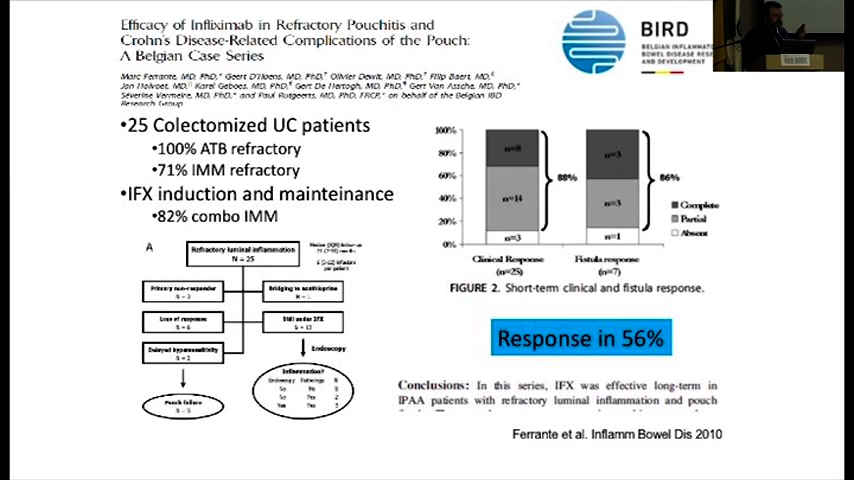 Efficacy of Infliximab in Refractory Pouchitis and
Crohn's Disease-Related Complications of the Pouch:
A Belgian Case Series
Marc Ferrante, MD, PhD,* Geert D'Haens, MD, PhD,† Olivier Dewit, MD, PhD,‡ Filip Baert, MD,
Jan Holvoet, MD, Karel Geboes, MD, PhD, Gert De Hertogh, MD, PhD, Gert Van Assche, MD, PhD,*
Séverine Vermeire, MD, PhD,* and Paul Rutgeerts, MD, PhD, FRCP,* on behalf of the Belgian IBD
Research Group
BIRD
BELGIAN INFLAMMAT
BOWEL DISEASE RESE
AND DEVELOPMENT
•25 Colectomized UC patients
•100% ATB refractory
•71% IMM refractory
•IFX induction and mainteinance
•82% combo IMM
100%
80%
60%
40%
20%
0%
n=8
n=14
n=3
88%
n=3
n=3
n=1
86%
Complete
Partial
Absent
Clinical Response
(n=25)
Fistula response
(n=7)
FIGURE 2. Short-term clinical and fistula response.
A
Refractory luminal inflammation
N = 25
Primary non-responder
Bridging to azathioprine
Loss of response
Still under IFX
Delayed hypersensitivity
Endoscopy
Pouch failure
N = 5
Inflammation?
Endoscopy Histology N
Response in 56%
Conclusions: In this series, IFX was effective long-term in
IPAA patients with refractory luminal inflammation and pouch
Ferrante et al. Inflamm Bowel Dis 2010